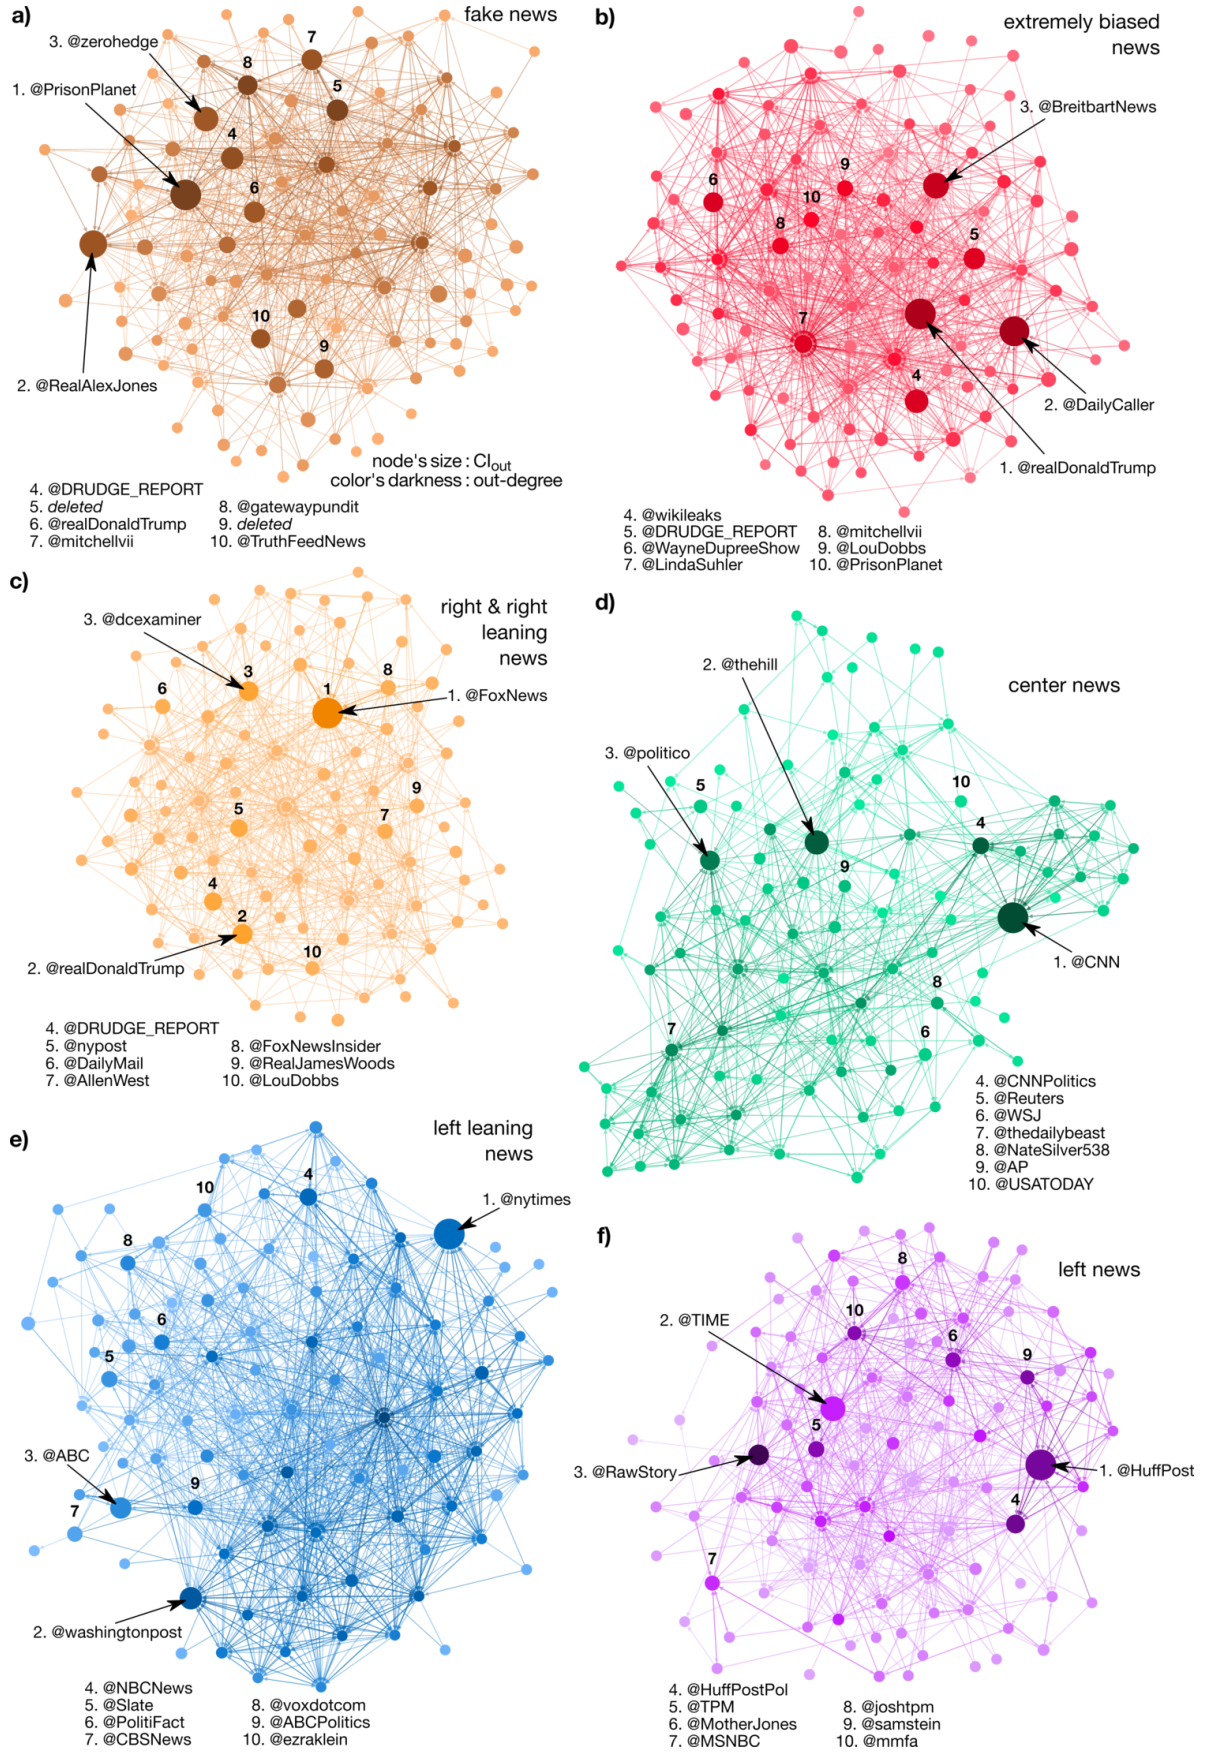 a)
fake news
3. @zerohedge
7
8
1. @PrisonPlanet
5
4
6
10
9
2. @RealAlexJones
node's size : CIout
color's darkness : out-degree
4. @DRUDGE_REPORT
5. deleted
6. @realDonaldTrump
7. @mitchellvii
8. @gatewaypundit
9. deleted
10. @TruthFeedNews
b)
extremely biased
news
3. @BreitbartNews
9
6
10
8
5
7
4
2. @DailyCaller
1. @realDonaldTrump
4. @wikileaks
5. @DRUDGE_REPORT
6. @WayneDupreeShow
7. @LindaSuhler
8. @mitchellvii
9. @LouDobbs
10. @PrisonPlanet
c)
right & right
leaning
news
3. @dcexaminer
3
8
6
1
1. @FoxNews
9
5
7
4
2
10
2. @realDonaldTrump
4. @DRUDGE_REPORT
5. @nypost
6. @DailyMail
7. @AllenWest
8. @FoxNewsInsider
9. @RealJamesWoods
10. @LouDobbs
d)
center news
2. @thehill
3. @politico
5
10
4
9
1. @CNN
8
7
6
4. @CNNPolitics
5. @Reuters
6. @WSJ
7. @thedailybeast
8. @NateSilver538
9. @AP
10. @USATODAY
e)
left leaning
news
4
10
1. @nytimes
8
6
5
3. @ABC
9
7
2. @washingtonpost
4. @NBCNews
5. @Slate
6. @PolitiFact
7. @CBSNews
8. @voxdotcom
9. @ABCPolitics
10. @ezraklein
f)
left news
8
2. @TIME
10
6
9
5
3. @RawStory
1. @HuffPost
4
7
4. @HuffPostPol
5. @TPM
6. @MotherJones
7. @MSNBC
8. @joshtpm
9. @samstein
10. @mmfa